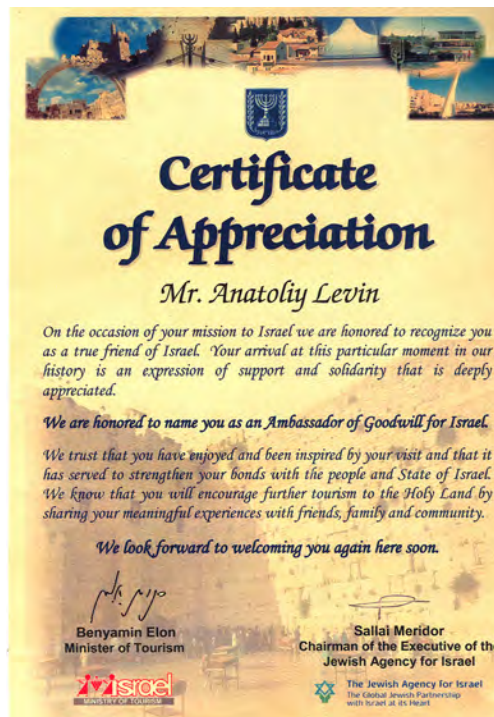 Certificate
of Appreciation
Mr. Anatoliy Levin
On the occasion of your mission to Israel we are honored to recognize you
as a true friend of Israel. Your arrival at this particular moment in our
history is an expression of support and solidarity that is deeply
appreciated.
We are honored to name you as an Ambassador of Goodwill for Israel.
We trust that you have enjoyed and been inspired by your visit and that it
has served to strengthen your bonds with the people and State of Israel.
We know that you will encourage further tourism to the Holy Land by
sharing your meaningful experiences with friends, family and community.
We look forward to welcoming you again here soon.
Benyamin Elon
Minister of Tourism
Sallai Meridor
Chairman of the Executive of the
Jewish Agency for Israel
israel
MINISTRY OF TOURISM
The Jewish Agency for Israel
The Global Jewish Partnership
with Israel at its Heart